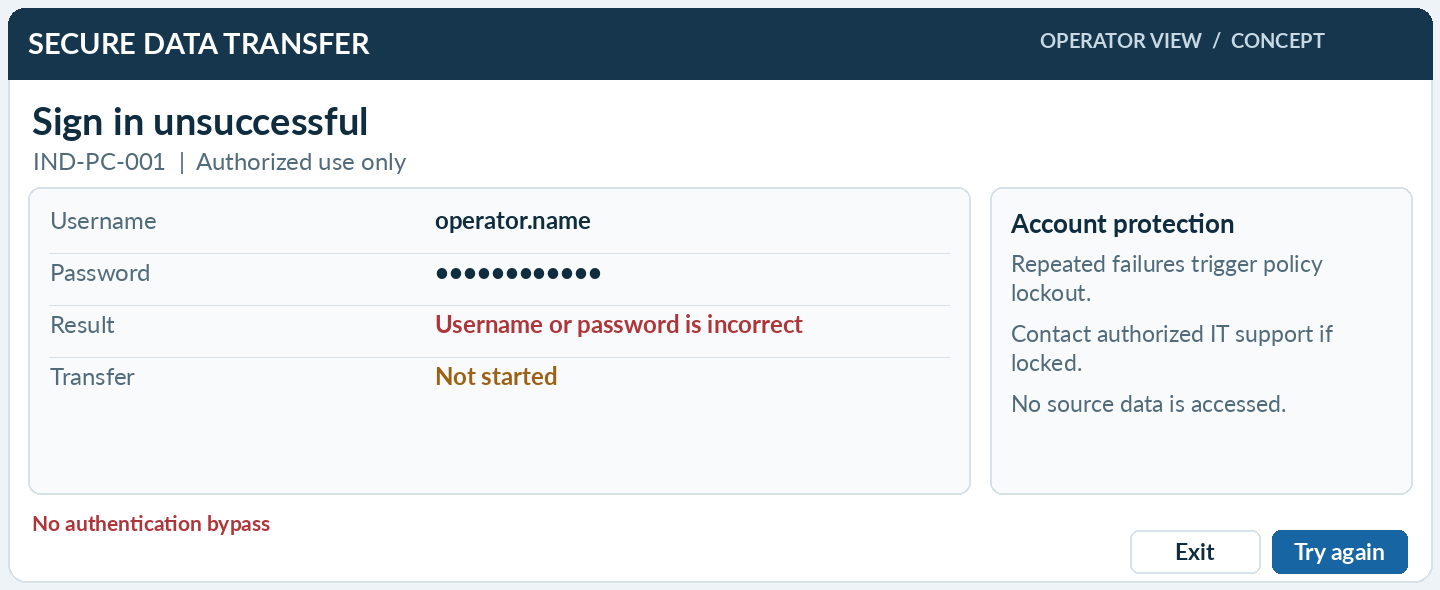 SECURE DATA TRANSFER
OPERATOR VIEW / CONCEPT
Sign in unsuccessful
IND-PC-001 | Authorized use only
Username operator.name
Password ●●●●●●●●●●●●
Result Username or password is incorrect
Transfer Not started
Account protection
Repeated failures trigger policy
lockout.
Contact authorized IT support if
locked.
No source data is accessed.
No authentication bypass
Exit
Try again